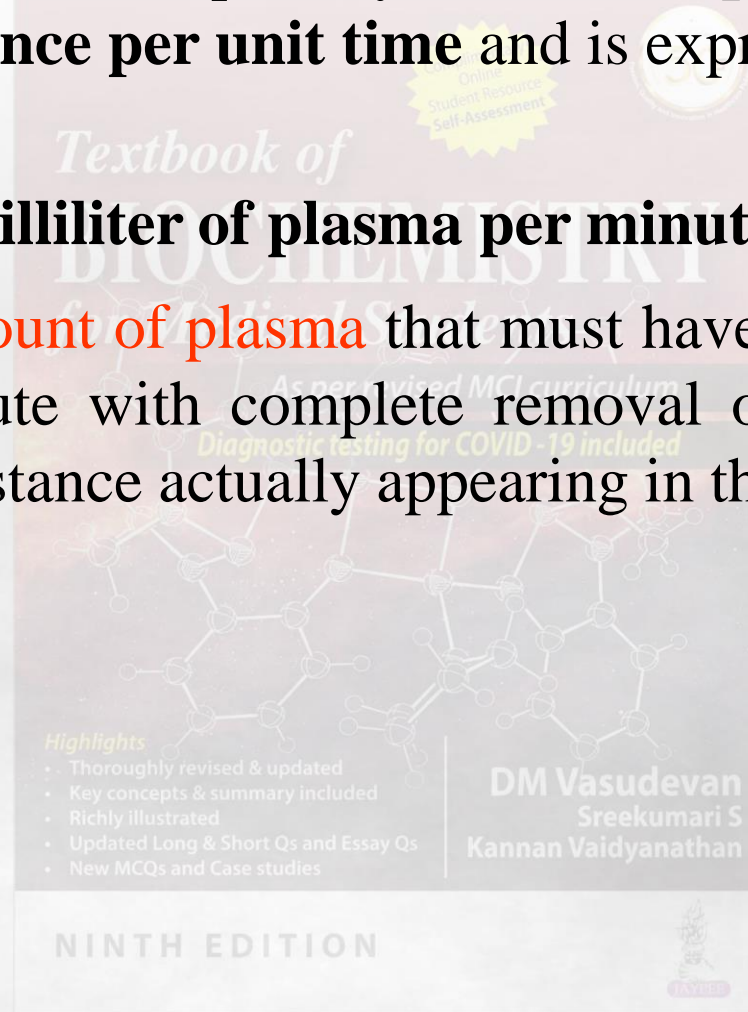 nce per unit time and is expr
Online
Student Resource
Self-Assessment
Textbook of
illiliter of plasma per minut
BIOCHEMISTRY
ount of plasma that must have
for Medical Students
As per revised MCI curriculum
ute with complete removal o
Diagnostic testing for COVID -19 included
stance actually appearing in th
Highlights
• Thoroughly revised & updated
• Key concepts & summary included
• Richly illustrated
• Updated Long & Short Qs and Essay Qs
• New MCQs and Case studies
DM Vasudevan
Sreekumari S
Kannan Vaidyanathan
NINTH EDITION
JAYPEE